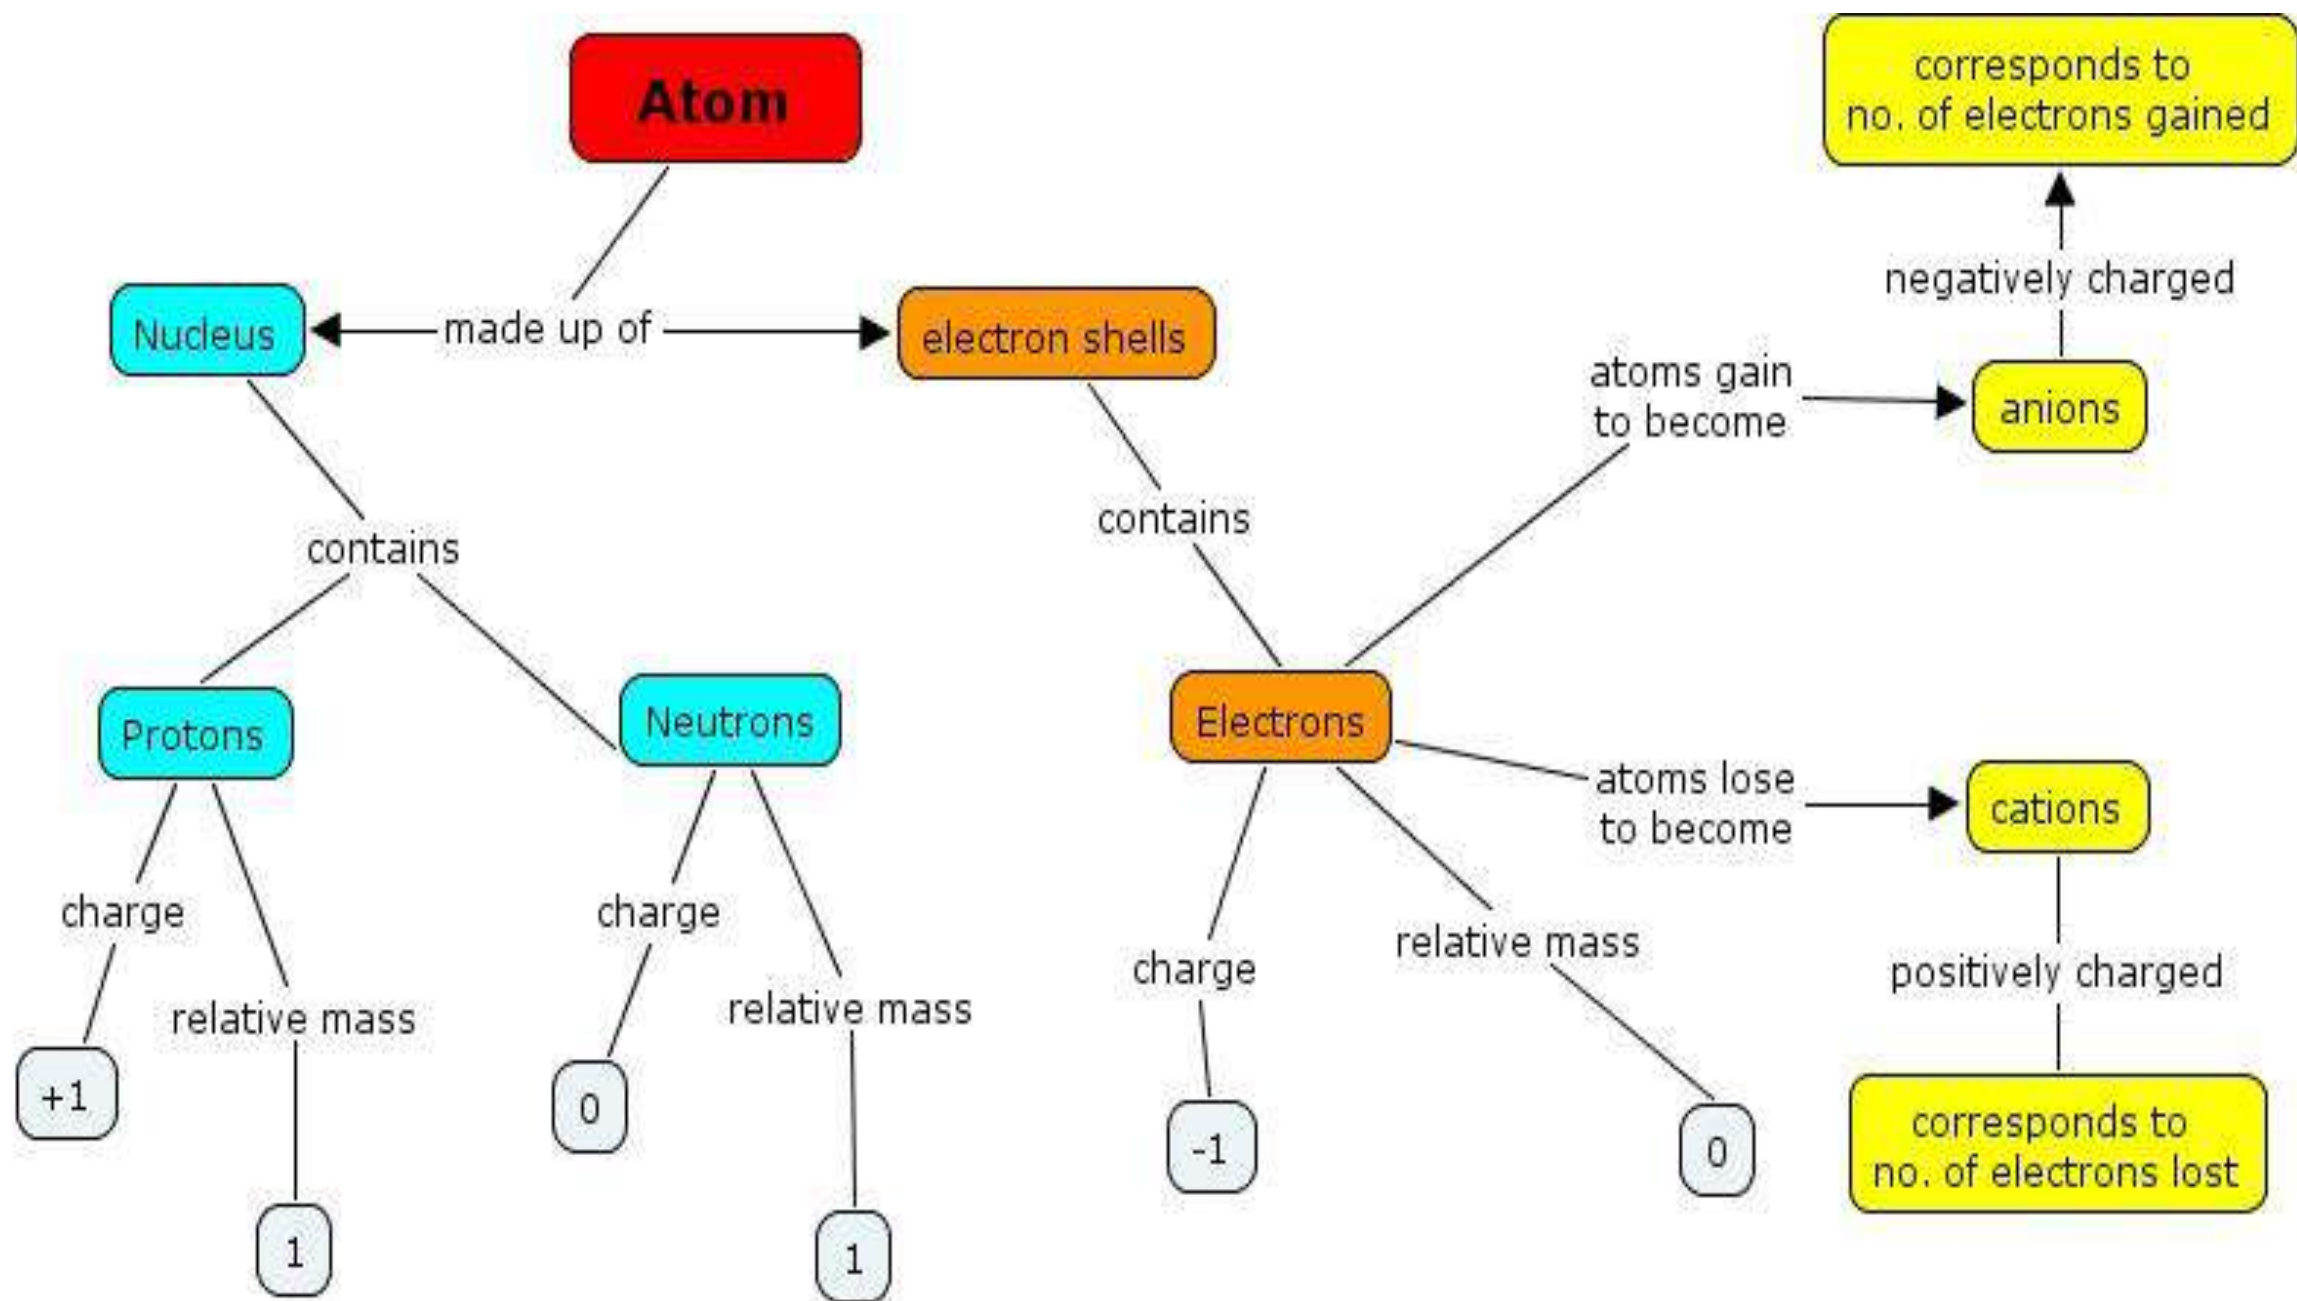 Atom
corresponds to
no. of electrons gained
negatively charged
Nucleus
made up of
electron shells
atoms gain
to become
anions
contains
contains
Protons
Neutrons
Electrons
atoms lose
to become
cations
charge
relative mass
charge
relative mass
charge
relative mass
positively charged
+1
1
0
1
-1
0
corresponds to
no. of electrons lost